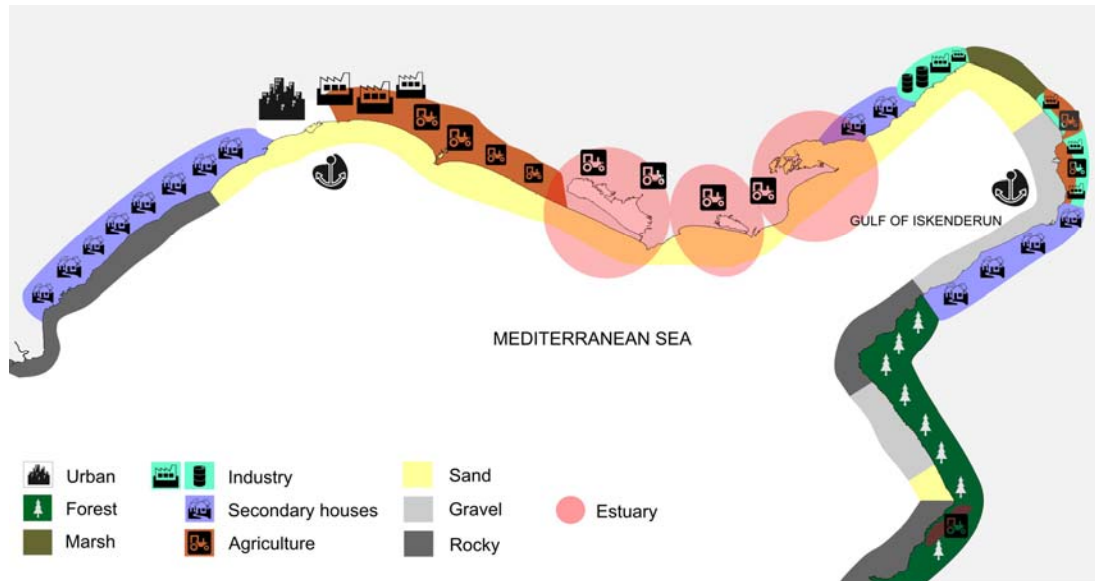 GULF OF ISKENDERUN
MEDITERRANEAN SEA
Urban
Industry
Sand
Forest
Secondary houses
Gravel
Estuary
Marsh
Agriculture
Rocky